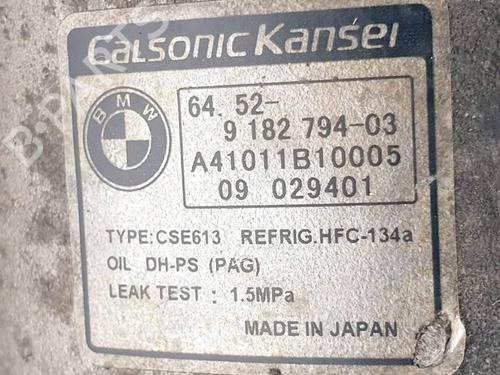 Calsonic Kansei
BMW
64. 52-
9 182 794-03
A41011B10005
09 029401
TYPE:CSE613 REFRIG.HFC-134a
OIL DH-PS (PAG)
LEAK TEST : 1.5MPa
MADE IN JAPAN